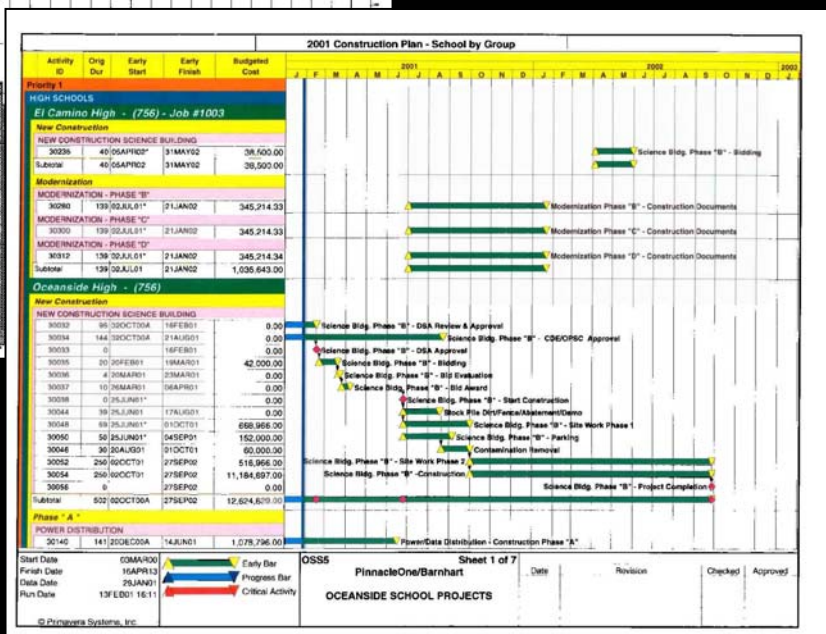 2001 Construction Plan - School by Group
Activity ID Orig Dur Early Start Early Finish Budgeted Cost 2001 2002 2003
J F M A M J J A S O N D J F M A M J J A S O N D J
Priority 1
HIGH SCHOOLS
El Camino High - (756) - Job #1003
New Construction
NEW CONSTRUCTION SCIENCE BUILDING
30235 40 05APR02* 31MAY02 38,500.00 Science Bldg. Phase "B" - Bidding
Subtotal 40 05APR02 31MAY02 38,500.00
Modernization
MODERNIZATION - PHASE "B"
30280 139 02JUL01* 21JAN02 345,214.33 Modernization Phase "B" - Construction Documents
MODERNIZATION - PHASE "C"
30300 139 02JUL01* 21JAN02 345,214.33 Modernization Phase "C" - Construction Documents
MODERNIZATION - PHASE "D"
30312 139 02JUL01* 21JAN02 345,214.34 Modernization Phase "D" - Construction Documents
Subtotal 139 02JUL01 21JAN02 1,035,643.00
Oceanside High - (756)
New Construction
NEW CONSTRUCTION SCIENCE BUILDING
30032 95 02OCT00A 16FEB01 0.00 Science Bldg. Phase "B" - DSA Review & Approval
30034 144 02OCT00A 21AUG01 0.00 Science Bldg. Phase "B" - CDE/OPSC Approval
30033 0 16FEB01 0.00 Science Bldg. Phase "B" - DSA Approval
30035 20 20FEB01 19MAR01 42,000.00 Science Bldg. Phase "B" - Bidding
30036 4 20MAR01 23MAR01 0.00 Science Bldg. Phase "B" - Bid Evaluation
30037 10 26MAR01 06APR01 0.00 Science Bldg. Phase "B" - Bid Award
30038 0 25JUN01* 0.00 Science Bldg. Phase "B" - Start Construction
30044 39 25JUN01 17AUG01 0.00 Stock Pile Dirt/Fence/Abatement/Demo
30048 69 25JUN01* 01OCT01 668,966.00 Science Bldg. Phase "B" - Site Work Phase 1
30050 50 25JUN01* 04SEP01 152,000.00 Science Bldg. Phase "B" - Parking
30046 30 20AUG01 01OCT01 60,000.00 Contamination Removal
30052 250 02OCT01 27SEP02 516,966.00 Science Bldg. Phase "B" - Site Work Phase 2
30054 250 02OCT01 27SEP02 11,184,697.00 Science Bldg. Phase "B" -Construction
30056 0 27SEP02 0.00 Science Bldg. Phase "B" - Project Completion
Subtotal 502 02OCT00A 27SEP02 12,624,629.00
Phase "A"
POWER DISTRIBUTION
30140 141 20DEC00A 14JUN01 1,078,796.00 Power/Data Distribution - Construction Phase "A"
Start Date 03MAR00 Early Bar OSS5 Sheet 1 of 7
Finish Date 16APR13 PinnacleOne/Barnhart Date Revision Checked Approved
Data Date 29JAN01 Progress Bar
Run Date 13FEB01 16:11 Critical Activity OCEANSIDE SCHOOL PROJECTS
© Primavera Systems, Inc.